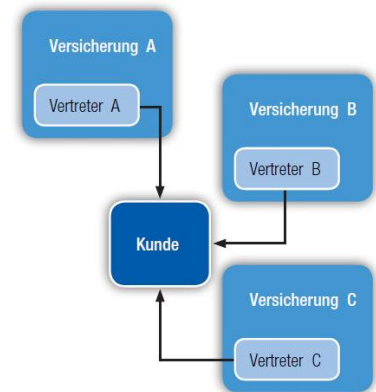 Versicherung A
Vertreter A
Versicherung B
Vertreter B
Kunde
Versicherung C
Vertreter C